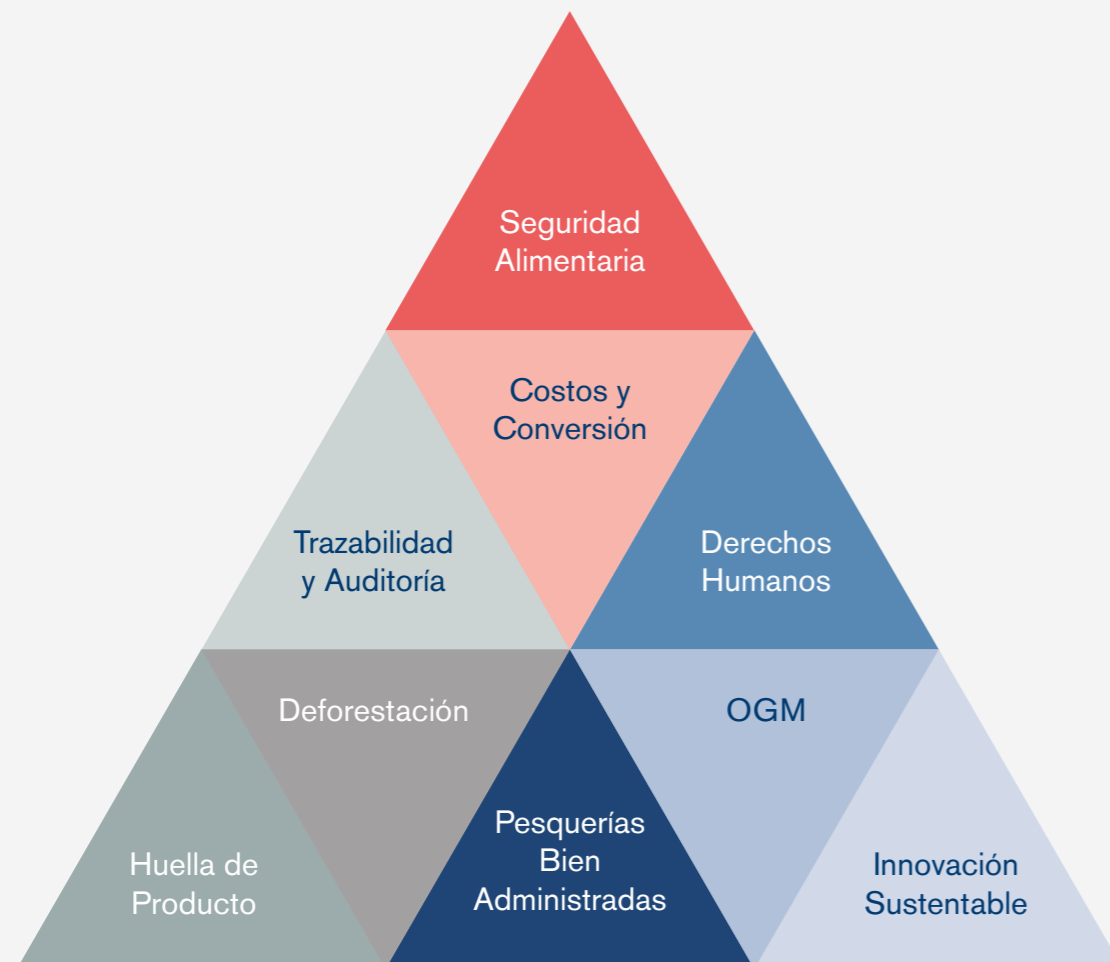 Seguridad
Alimentaria
Costos y
Conversión
Trazabilidad
y Auditoría
Derechos
Humanos
Deforestación
OGM
Huella de
Producto
Pesquerías
Bien
Administradas
Innovación
Sustentable